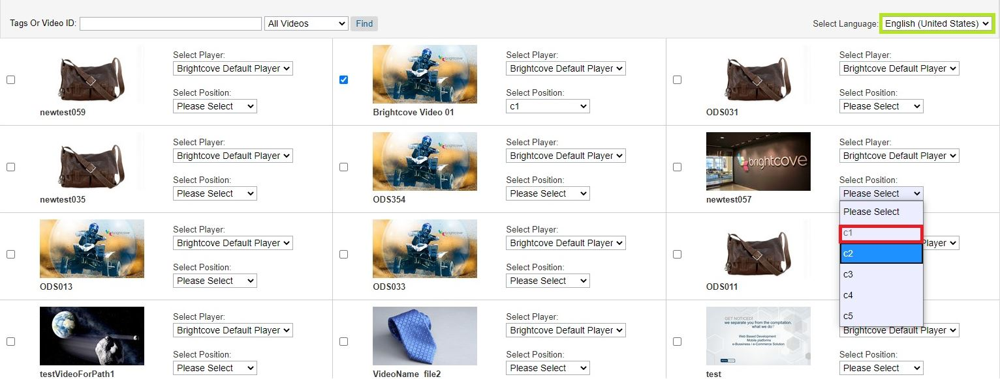 Tags Or Video ID: All Videos Find Select Language: English (United States)
Select Player:
Brightcove Default Player
Select Position:
Please Select
newtest059
brightcove
Select Player:
Brightcove Default Player
Select Position:
c1
Brightcove Video 01
Select Player:
Brightcove Default Player
Select Position:
Please Select
ODS031
Select Player:
Brightcove Default Player
Select Position:
Please Select
newtest035
brightcove
Select Player:
Brightcove Default Player
Select Position:
Please Select
ODS354
brightcove
Select Player:
Brightcove Default Player
Select Position:
Please Select
newtest057
Please Select
c1
c2
c3
c4
c5
brightcove
Select Player:
Brightcove Default Player
Select Position:
Please Select
ODS013
brightcove
Select Player:
Brightcove Default Player
Select Position:
Please Select
ODS033
Player
ODS011
Select Player:
Brightcove Default Player
Select Position:
Please Select
testVideoForPath1
Select Player:
Brightcove Default Player
Select Position:
Please Select
VideoName_file2
GET NOTICED!
we separate you from the compitation.
what we do?
Web Based Development
Mobile platforms
e-Bussiness / e-Commerce Solution
Brightcove Default Player
Select Position:
Please Select
test